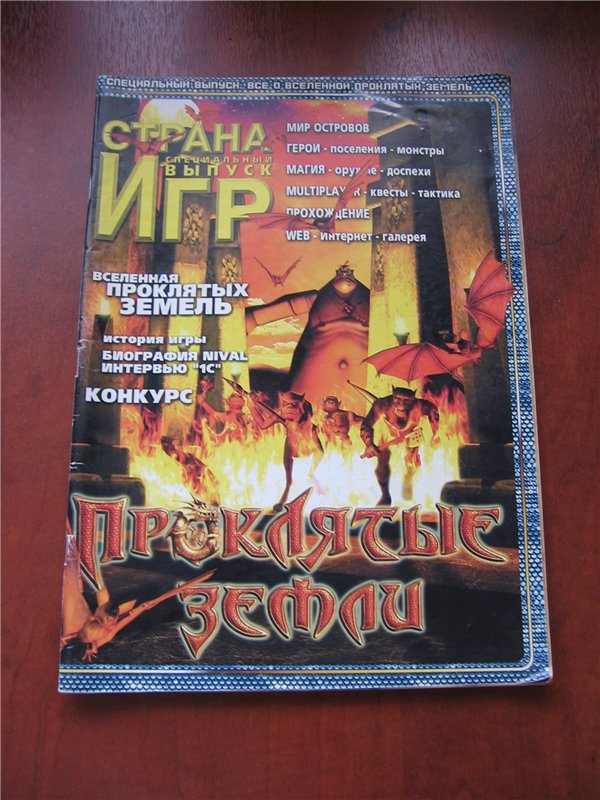 СПЕЦИАЛЬНЫЙ ВЫПУСК: ВСЕ О ВСЕЛЕННОЙ ПРОКЛЯТЫХ ЗЕМЕЛЬ
СТРАНА
СПЕЦИАЛЬНЫЙ
ВЫПУСК
ИГР
МИР ОСТРОВОВ
ГЕРОИ - поселения - монстры
МАГИЯ - оружие - доспехи
MULTIPLAYER - квесты - тактика
ПРОХОЖДЕНИЕ
WEB - интернет - галерея
ВСЕЛЕННАЯ
ПРОКЛЯТЫХ
ЗЕМЕЛЬ
ИСТОРИЯ ИГРЫ
БИОГРАФИЯ NIVAL
ИНТЕРВЬЮ "1С"
КОНКУРС
ПРОКЛЯТЫЕ
ЗЕМЛИ